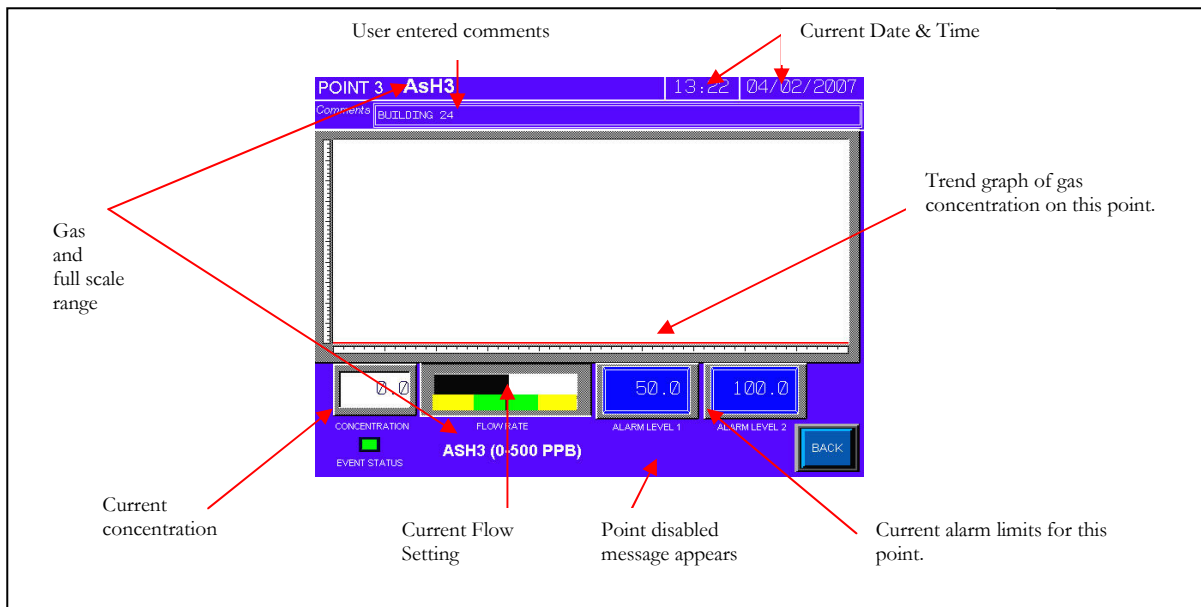 User entered comments
Current Date & Time
POINT 3 AsH3 13:22 04/02/2007
Comments BUILDING 24
Trend graph of gas
concentration on this point.
Gas
and
full scale
range
0.0 50.0 100.0
CONCENTRATION FLOW RATE ALARM LEVEL 1 ALARM LEVEL 2
EVENT STATUS
ASH3 (0-500 PPB)
BACK
Current
concentration
Current Flow
Setting
Point disabled
message appears
Current alarm limits for this
point.